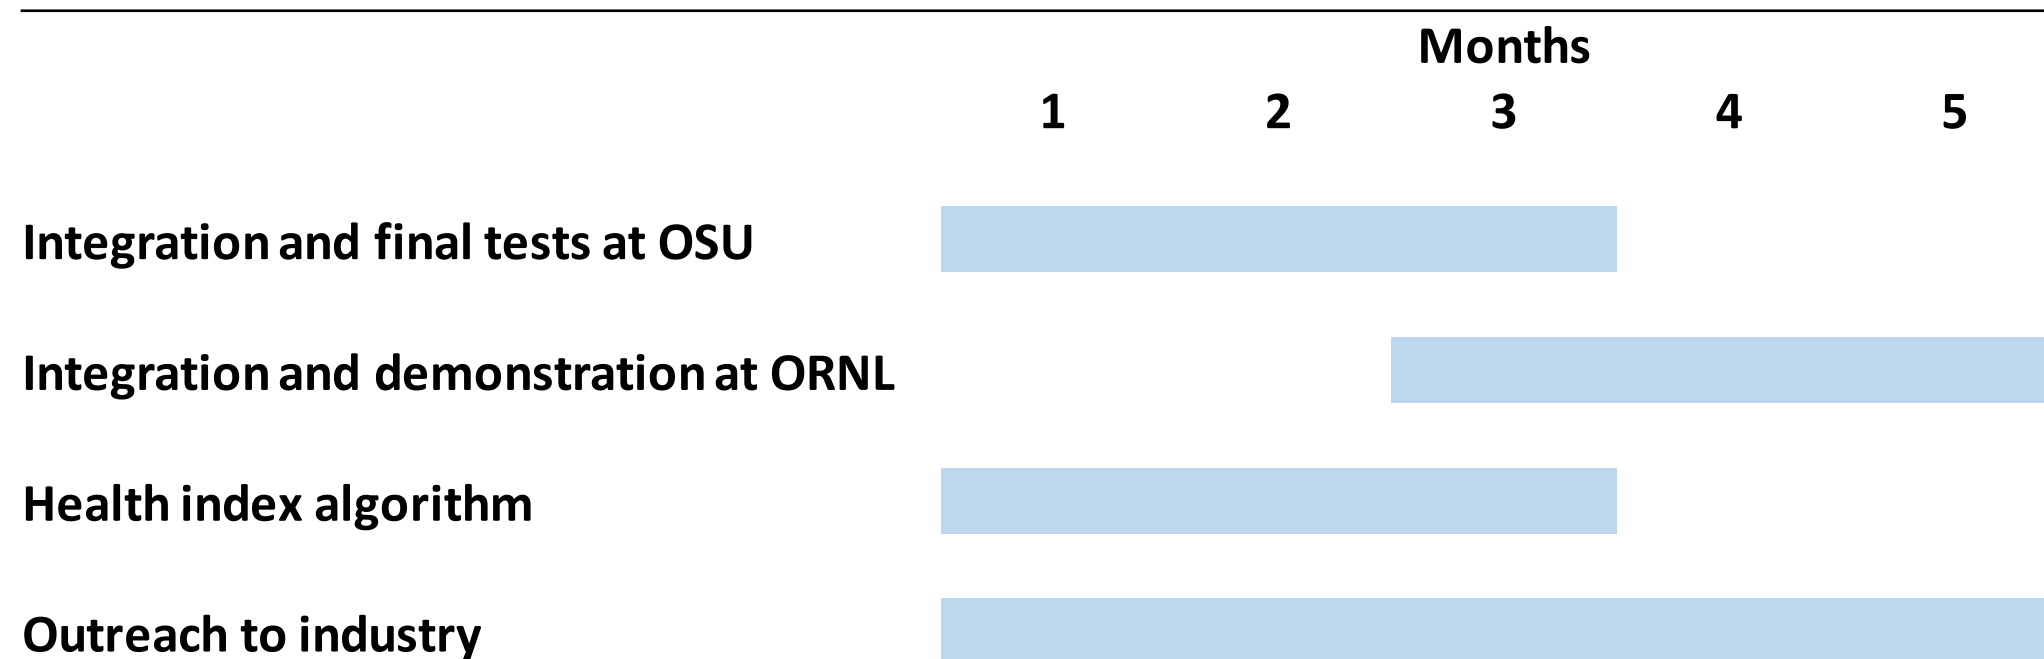 Months
1 2 3 4 5
Integration and final tests at OSU
Integration and demonstration at ORNL
Health index algorithm
Outreach to industry